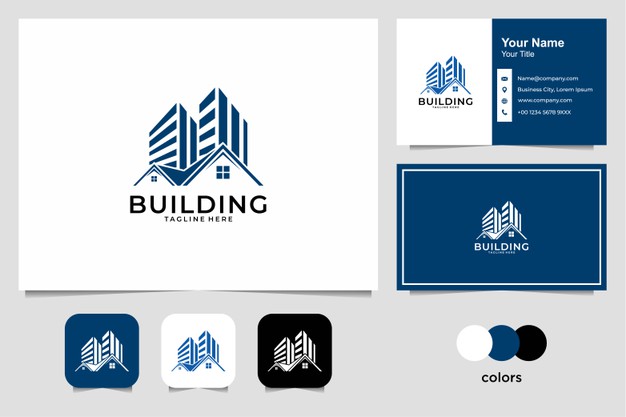 BUILDING
TAGLINE HERE
BUILDING
TAGLINE HERE
Your Name
Your Title
Name@company.com
Business City, Lorem Ipsum
www.company.com
+00 1234 5678 9XXX
BUILDING
TAGLINE HERE
colors